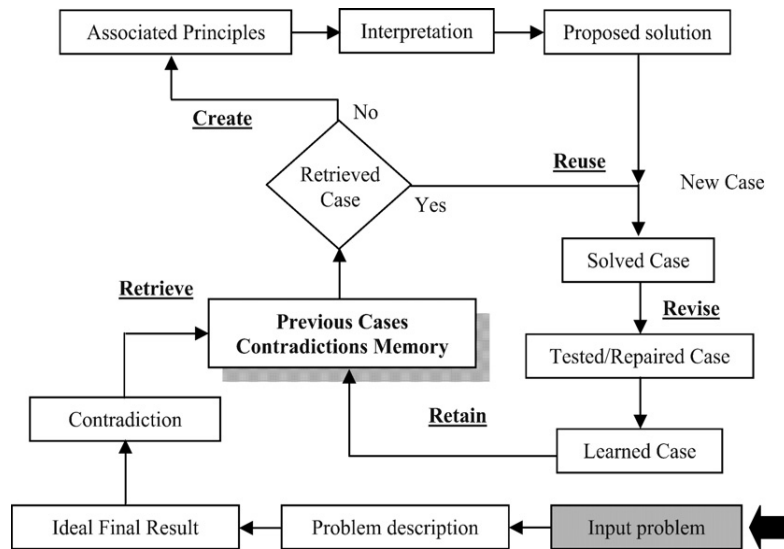 Associated Principles
Interpretation
Proposed solution
Create
No
Retrieved
Case
Yes
Reuse
New Case
Solved Case
Retrieve
Previous Cases
Contradictions Memory
Revise
Tested/Repaired Case
Contradiction
Retain
Learned Case
Ideal Final Result
Problem description
Input problem